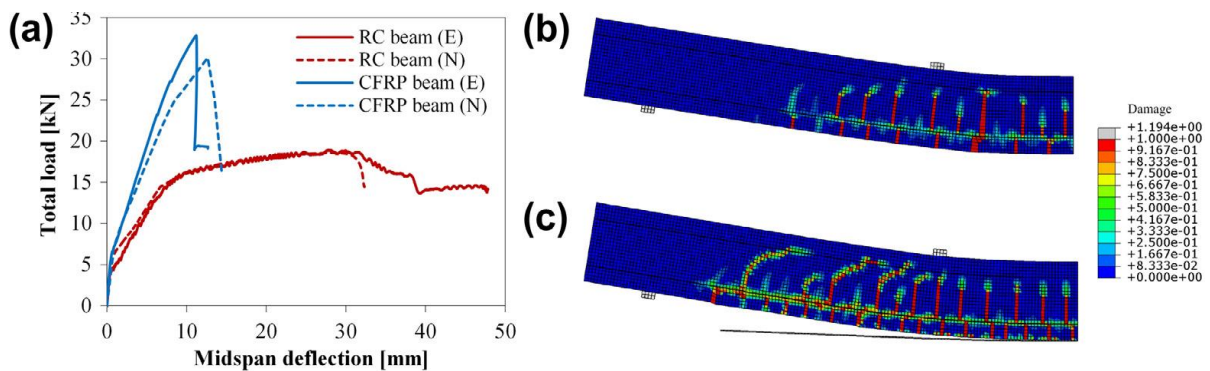 (a)
Total load [kN]
35
30
25
20
15
10
5
0
RC beam (E)
RC beam (N)
CFRP beam (E)
CFRP beam (N)
0 10 20 30 40 50
Midspan deflection [mm]
(b)
(c)
Damage
+1.194e+00
+1.000e+00
+9.167e-01
+8.333e-01
+7.500e-01
+6.667e-01
+5.833e-01
+5.000e-01
+4.167e-01
+3.333e-01
+2.500e-01
+1.667e-01
+8.333e-02
+0.000e+00